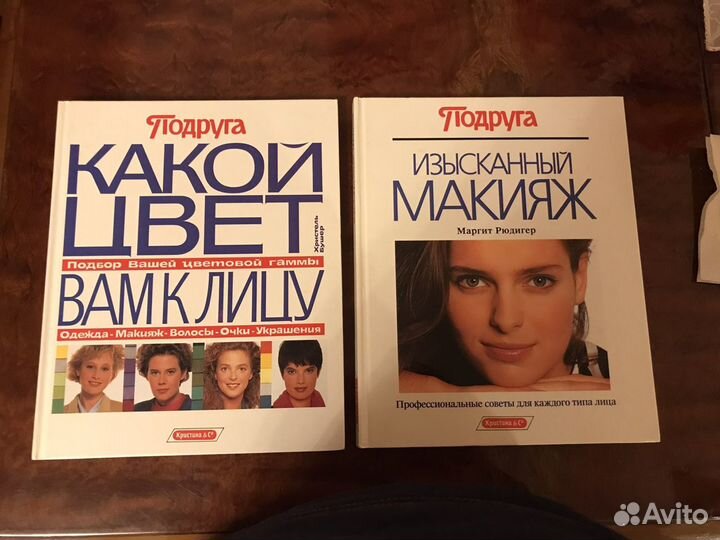 Подруга
КАКОЙ
ЦВЕТ
Христель
Бушер
Подбор Вашей цветовой гаммы
ВАМ К ЛИЦУ
Одежда-Макияж-Волосы-Очки-Украшения
Кристина & С°
Подруга
ИЗЫСКАННЫЙ
МАКИЯЖ
Маргит Рюдигер
Профессиональные советы для каждого типа лица
Кристина & С°
Avito